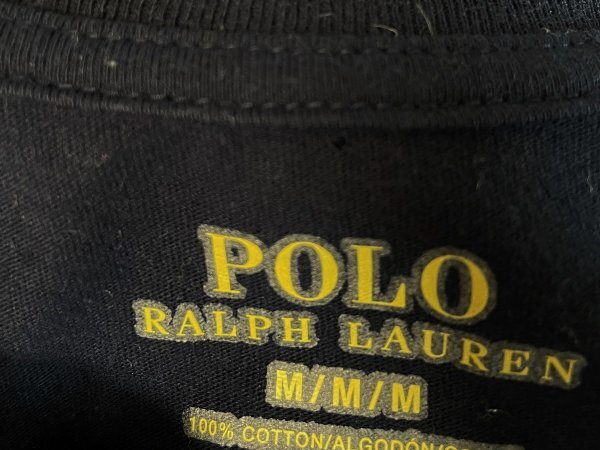 POLO
RALPH LAUREN
M/M/M
100% COTTON/ALGODÓN/